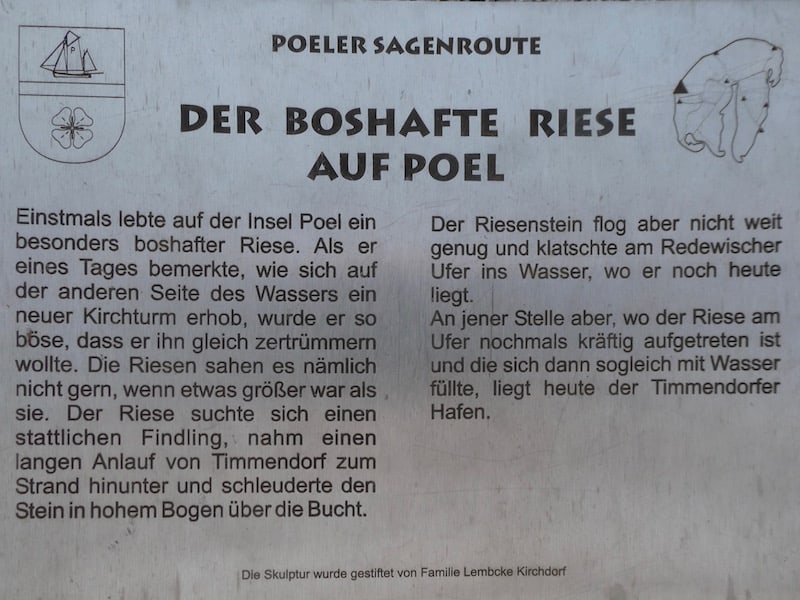 POELER SAGENROUTE
P
DER BOSHAFTE RIESE
AUF POEL
Einstmals lebte auf der Insel Poel ein
besonders boshafter Riese. Als er
eines Tages bemerkte, wie sich auf
der anderen Seite des Wassers ein
neuer Kirchturm erhob, wurde er so
böse, dass er ihn gleich zertrümmern
wollte. Die Riesen sahen es nämlich
nicht gern, wenn etwas größer war als
sie. Der Riese suchte sich einen
stattlichen Findling, nahm einen
langen Anlauf von Timmendorf zum
Strand hinunter und schleuderte den
Stein in hohem Bogen über die Bucht.
Der Riesenstein flog aber nicht weit
genug und klatschte am Redewischer
Ufer ins Wasser, wo er noch heute
liegt.
An jener Stelle aber, wo der Riese am
Ufer nochmals kräftig aufgetreten ist
und die sich dann sogleich mit Wasser
füllte, liegt heute der Timmendorfer
Hafen.
Die Skulptur wurde gestiftet von Familie Lembcke Kirchdorf